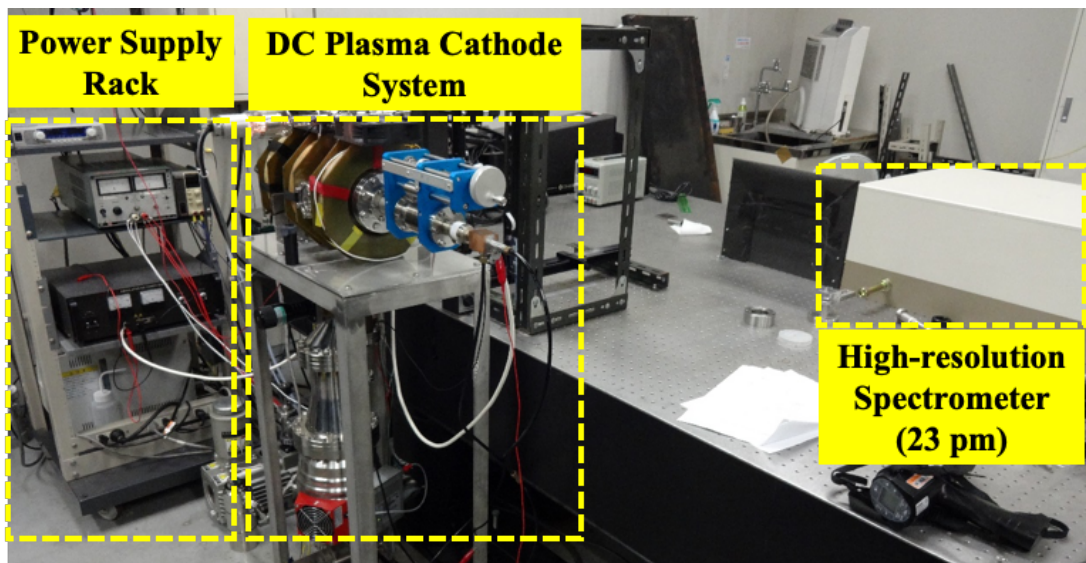 Power Supply
Rack
DC Plasma Cathode
System
High-resolution
Spectrometer
(23 pm)